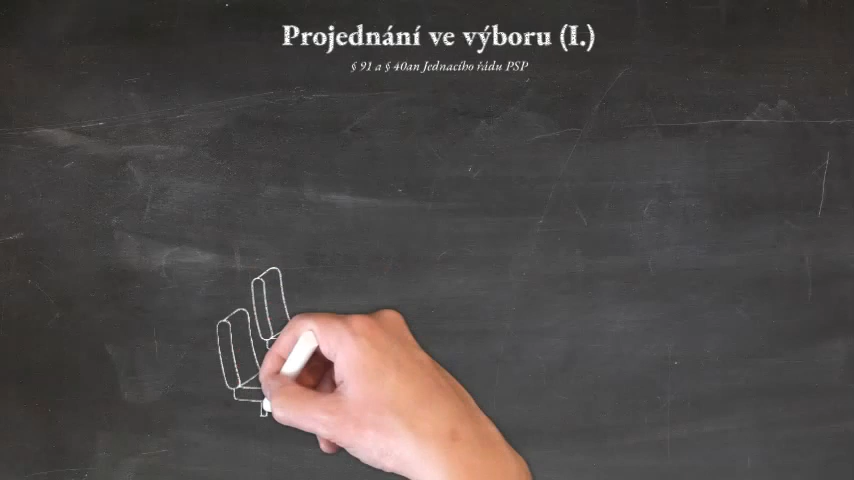 Projednání ve výboru (I.)
§ 91 a § 40an Jednacího řádu PSP